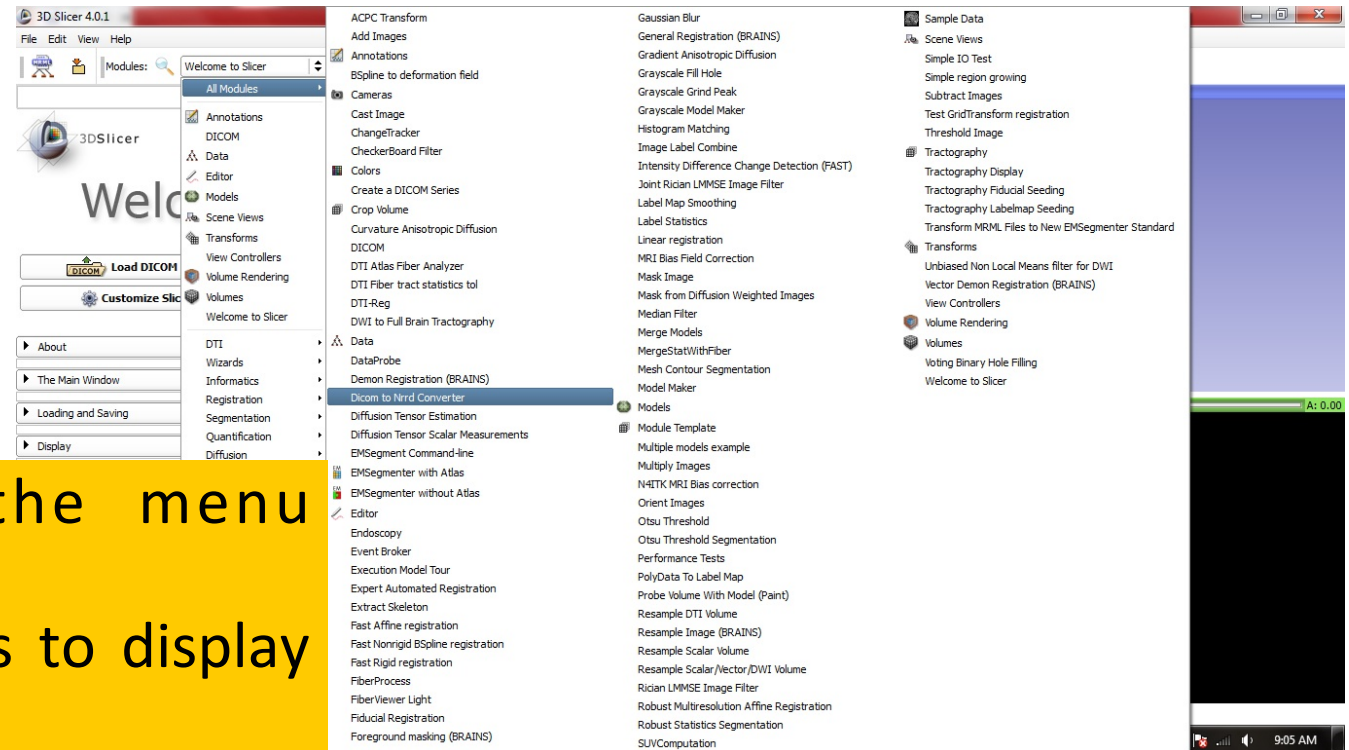 3D Slicer 4.0.1
File Edit View Help
Modules: Welcome to Slicer
3DSlicer
Welc
DICOM Load DICOM
Customize Slic
About
The Main Window
Loading and Saving
Display
All Modules
Annotations
DICOM
Data
Editor
Models
Scene Views
Transforms
View Controllers
Volume Rendering
Volumes
Welcome to Slicer
DTI
Wizards
Informatics
Registration
Segmentation
Quantification
Diffusion
the menu
s to display
ACPC Transform
Add Images
Annotations
BSpline to deformation field
Cameras
Cast Image
ChangeTracker
CheckerBoard Filter
Colors
Create a DICOM Series
Crop Volume
Curvature Anisotropic Diffusion
DICOM
DTI Atlas Fiber Analyzer
DTI Fiber tract statistics tol
DTI-Reg
DWI to Full Brain Tractography
Data
DataProbe
Demon Registration (BRAINS)
Dicom to Nrrd Converter
Diffusion Tensor Estimation
Diffusion Tensor Scalar Measurements
EMSegment Command-line
EMSegmenter with Atlas
EMSegmenter without Atlas
Editor
Endoscopy
Event Broker
Execution Model Tour
Expert Automated Registration
Extract Skeleton
Fast Affine registration
Fast Nonrigid BSpline registration
Fast Rigid registration
FiberProcess
FiberViewer Light
Fiducial Registration
Foreground masking (BRAINS)
Gaussian Blur
General Registration (BRAINS)
Gradient Anisotropic Diffusion
Grayscale Fill Hole
Grayscale Grind Peak
Grayscale Model Maker
Histogram Matching
Image Label Combine
Intensity Difference Change Detection (FAST)
Joint Rician LMMSE Image Filter
Label Map Smoothing
Label Statistics
Linear registration
MRI Bias Field Correction
Mask Image
Mask from Diffusion Weighted Images
Median Filter
Merge Models
MergeStatWithFiber
Mesh Contour Segmentation
Model Maker
Models
Module Template
Multiple models example
Multiply Images
N4ITK MRI Bias correction
Orient Images
Otsu Threshold
Otsu Threshold Segmentation
Performance Tests
PolyData To Label Map
Probe Volume With Model (Paint)
Resample DTI Volume
Resample Image (BRAINS)
Resample Scalar Volume
Resample Scalar/Vector/DWI Volume
Rician LMMSE Image Filter
Robust Multiresolution Affine Registration
Robust Statistics Segmentation
SUVComputation
Sample Data
Scene Views
Simple IO Test
Simple region growing
Subtract Images
Test GridTransform registration
Threshold Image
Tractography
Tractography Display
Tractography Fiducial Seeding
Tractography Labelmap Seeding
Transform MRML Files to New EMSegmenter Standard
Transforms
Unbiased Non Local Means filter for DWI
Vector Demon Registration (BRAINS)
View Controllers
Volume Rendering
Volumes
Voting Binary Hole Filling
Welcome to Slicer
A: 0.00
9:05 AM